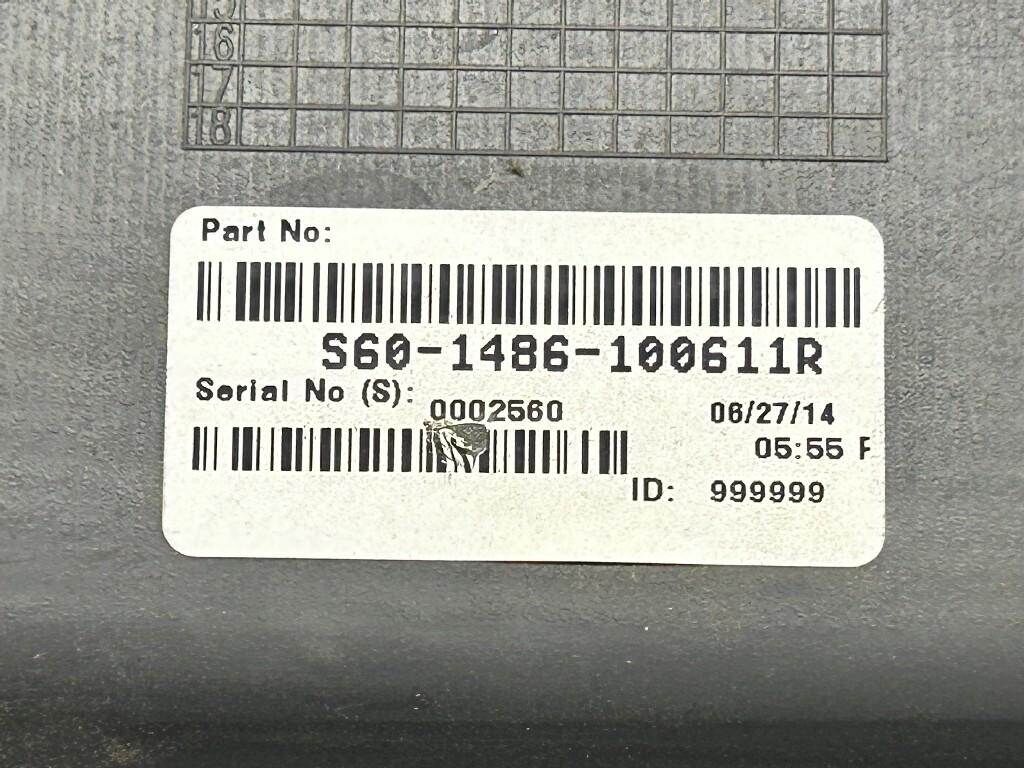 16
17
18
Part No:
S60-1486-100611R
Serial No (S):
0002560
06/27/14
05:55
ID: 999999